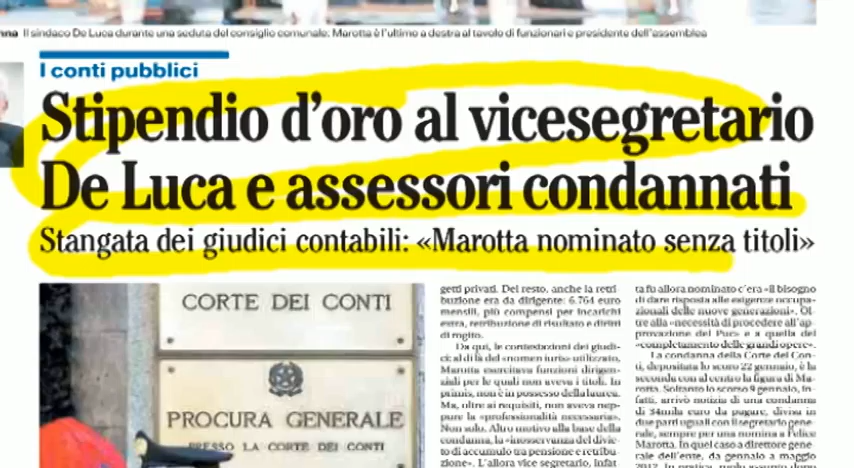 nna Il sindaco De Luca durante una seduta del consiglio comunale: Marotta è l'ultimo a destra al tavolo di funzionari e presidente dell'assemblea
I conti pubblici
Stipendio d'oro al vicesegretario
De Luca e assessori condannati
Stangata dei giudici contabili: «Marotta nominato senza titoli»
CORTE DEI CONTI
PROCURA GENERALE
PRESSO LA CORTE DEI CONTI
getti privati. Del resto, anche la retri-
buzione era da dirigente: 6.764 euro
mensili, più compensi per incarichi
extra, retribuzione di risultato e diritti
di rogito.
Da qui, le contestazioni dei giudi-
ci: al di là del «nomen iuris» utilizzato,
Marotta esercitava funzioni dirigen-
ziali per le quali non aveva i titoli. In
primis, non è in possesso della laurea.
Ma, oltre ai requisiti, non aveva nep-
pure la «professionalità necessaria».
Non solo. Altro motivo alla base della
condanna, la «inosservanza del divie-
to di accumulo tra pensione e retribu-
zione». L'allora vice segretario, infat-
ta fu allora nominato c'era «il bisogno
di dare risposta alle esigenze occupa-
zionali delle nuove generazioni». Ol-
tre alla «necessità di procedere all'ap-
provazione del Puc» e a quella del
«completamento delle grandi opere».
La condanna della Corte dei Con-
ti, depositata lo scorso 22 gennaio, è la
seconda con al centro la figura di Ma-
rotta. Soltanto lo scorso 9 gennaio, in-
fatti, arrivò notizia di una condanna
di 34mila euro da pagare, divisa in
due parti uguali con il segretario gene-
rale, sempre per una nomina a Felice
Marotta. In quel caso a direttore gene-
rale dell'ente, da gennaio a maggio
2012. In pratica, ruolo